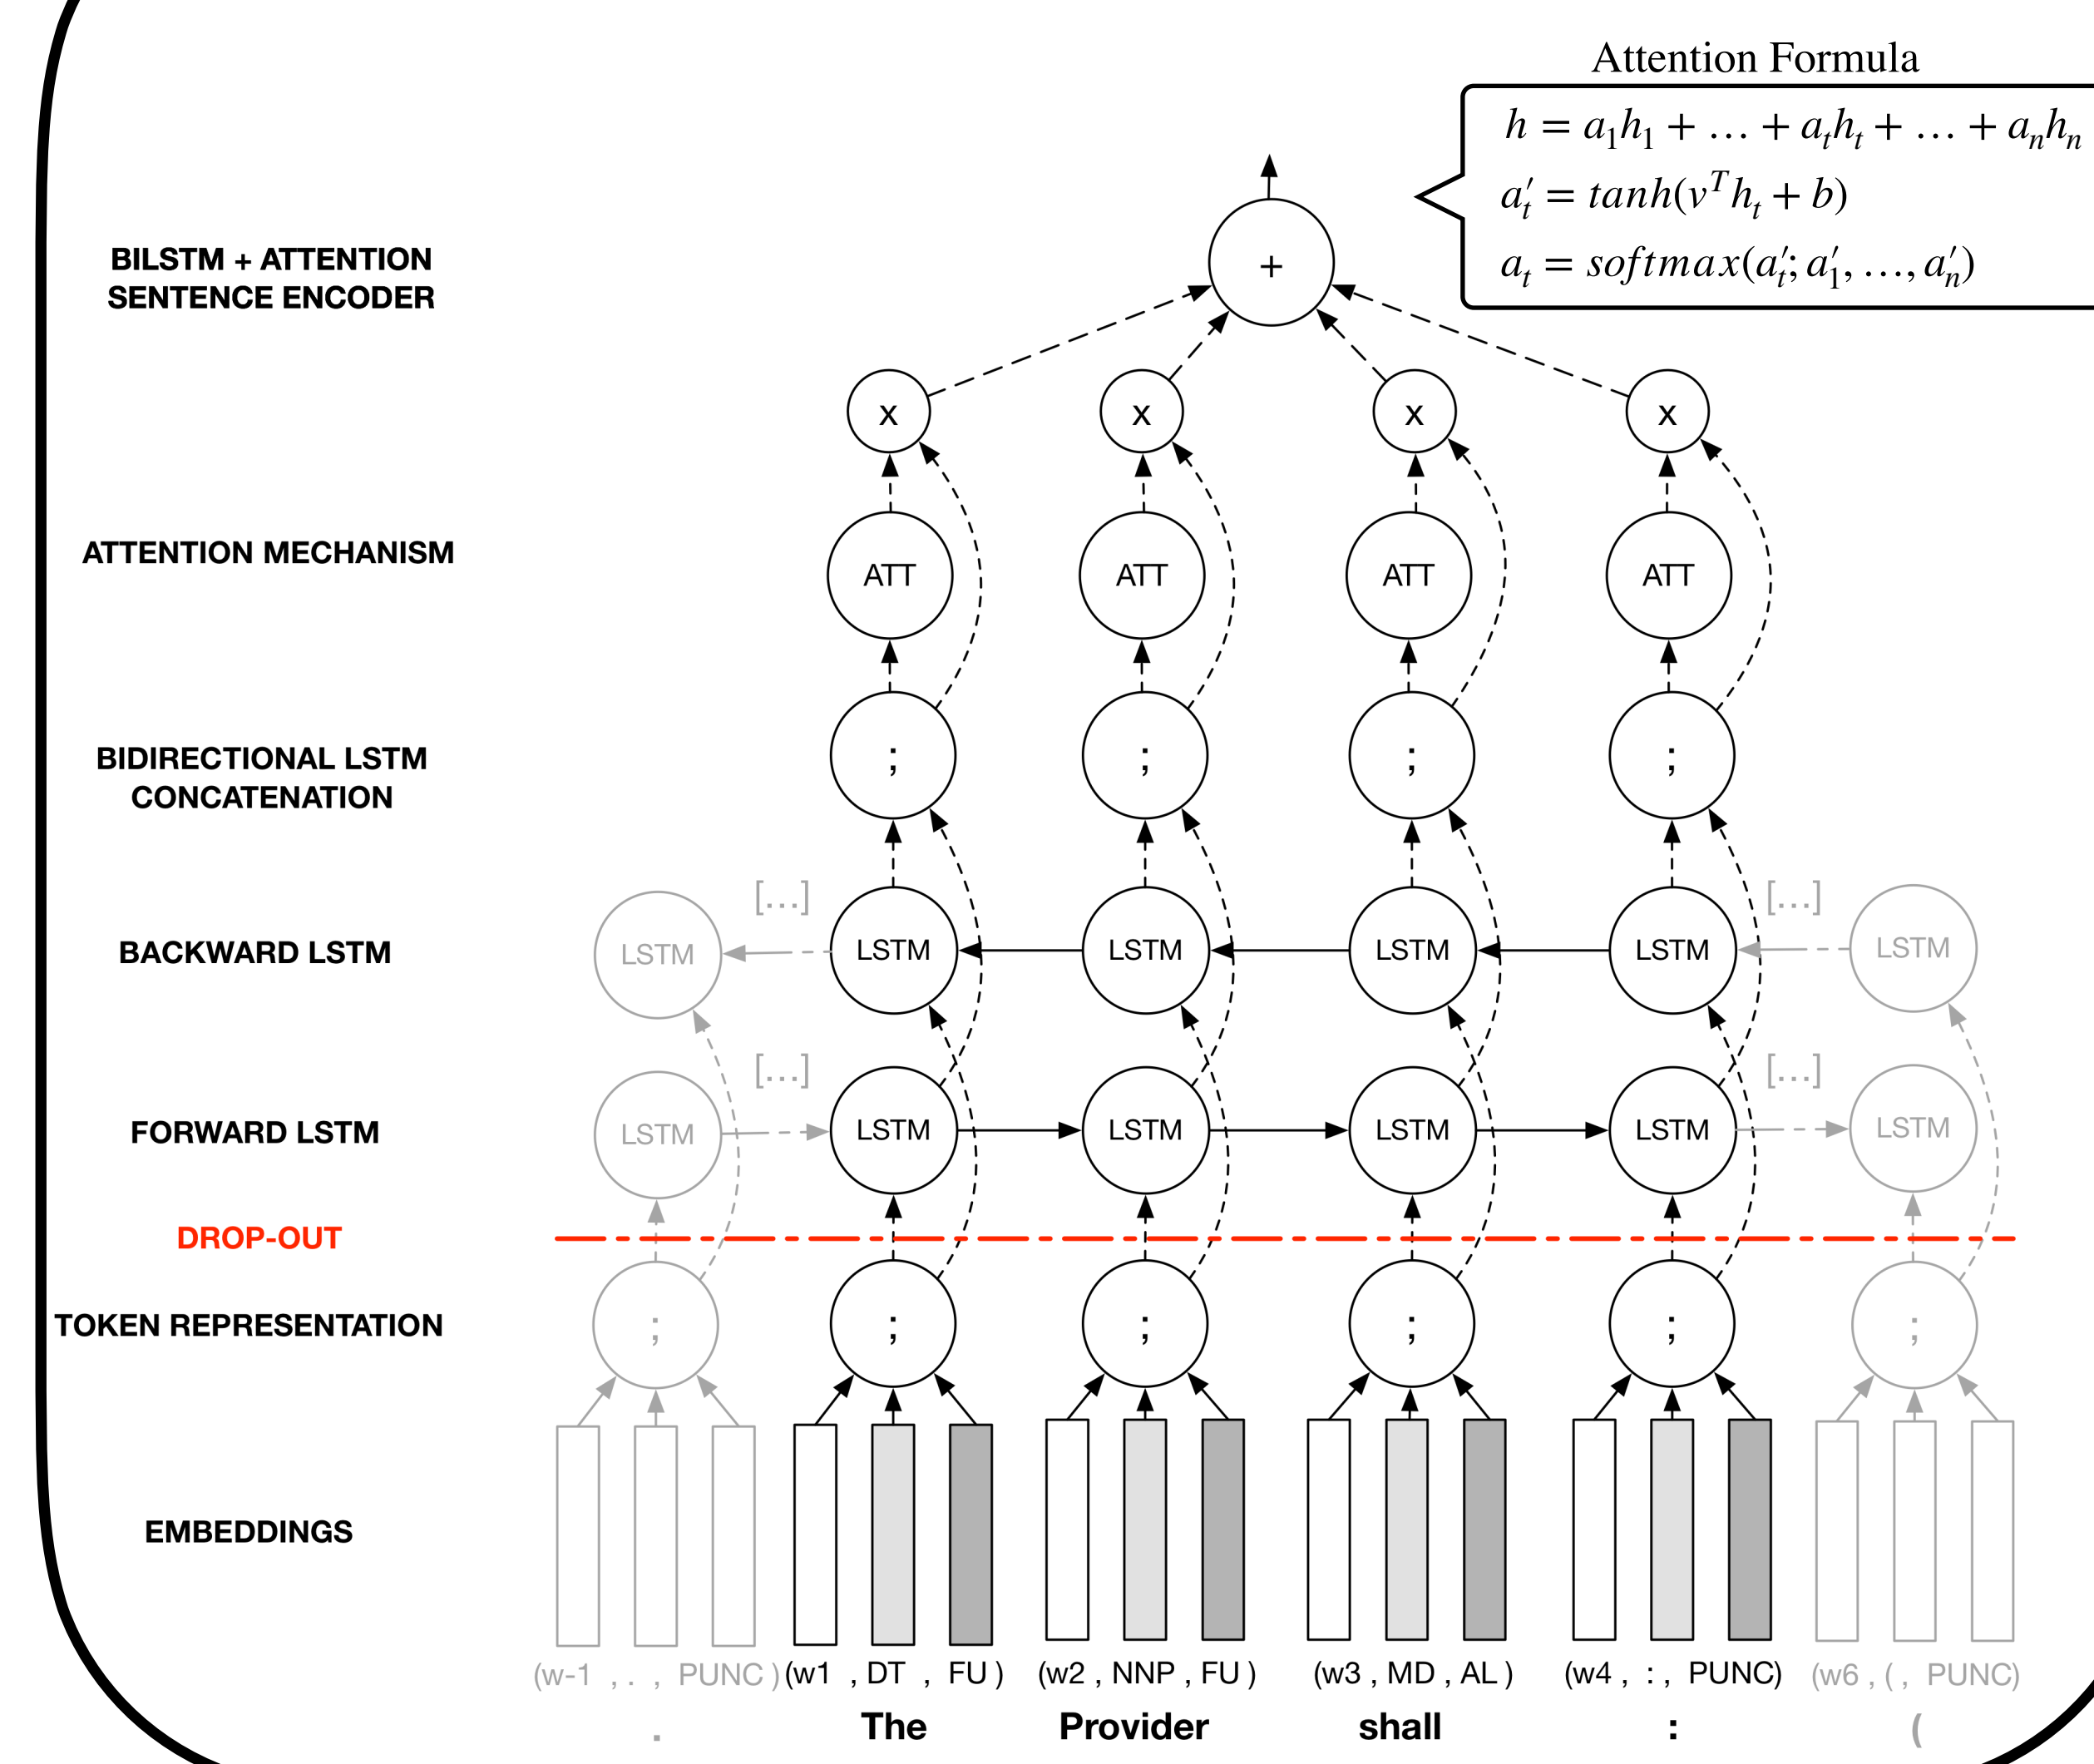 Attention Formula
h = a₁h₁ + … + aₜhₜ + … + aₙhₙ
a′ₜ = tanh(vᵀhₜ + b)
aₜ = softmax(a′ₜ; a′₁, …, a′ₙ)
BILSTM + ATTENTION
SENTENCE ENCODER
+
x x x x
ATTENTION MECHANISM
ATT ATT ATT ATT
BIDIRECTIONAL LSTM
CONCATENATION
; ; ; ;
[...] [...]
BACKWARD LSTM
LSTM LSTM LSTM LSTM LSTM LSTM
[...] [...]
FORWARD LSTM
LSTM LSTM LSTM LSTM LSTM LSTM
DROP-OUT
TOKEN REPRESENTATION
; ; ; ; ; ;
EMBEDDINGS
(w-1 , . , PUNC ) (w1 , DT , FU ) (w2 , NNP , FU ) (w3 , MD , AL ) (w4 , : , PUNC) (w6 , ( , PUNC)
. The Provider shall : (